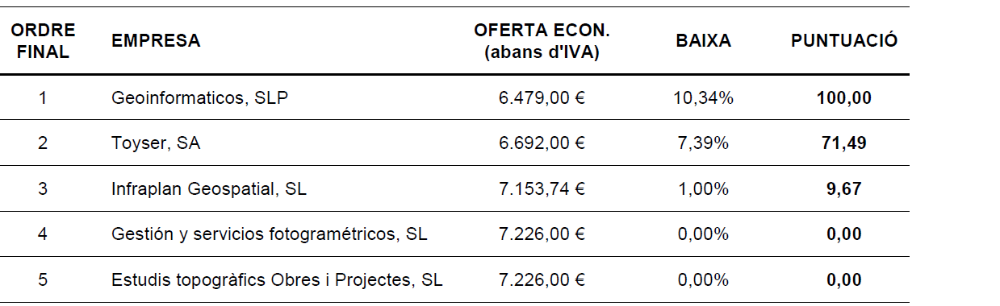 ORDRE FINAL EMPRESA OFERTA ECON. (abans d'IVA) BAIXA PUNTUACIÓ
1 Geoinformaticos, SLP 6.479,00 € 10,34% 100,00
2 Toyser, SA 6.692,00 € 7,39% 71,49
3 Infraplan Geospatial, SL 7.153,74 € 1,00% 9,67
4 Gestión y servicios fotogramétricos, SL 7.226,00 € 0,00% 0,00
5 Estudis topogràfics Obres i Projectes, SL 7.226,00 € 0,00% 0,00